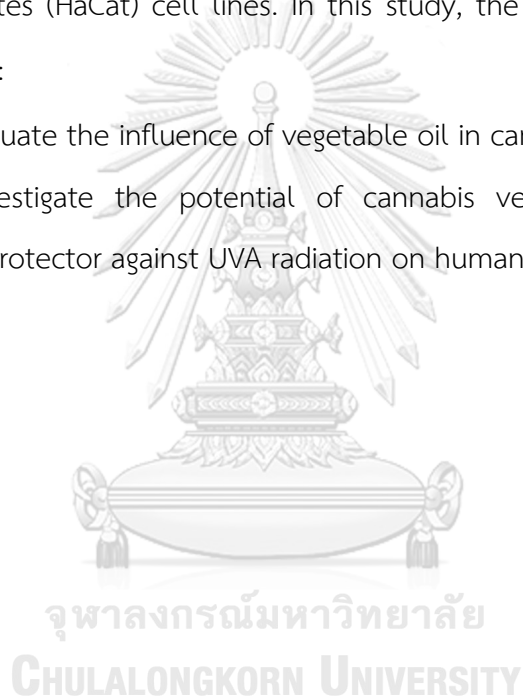 tes (HaCat) cell lines. In this study, the
:
uate the influence of vegetable oil in car
estigate the potential of cannabis ve
rotector against UVA radiation on human
จุฬาลงกรณ์มหาวิทยาลัย
CHULALONGKORN UNIVERSITY